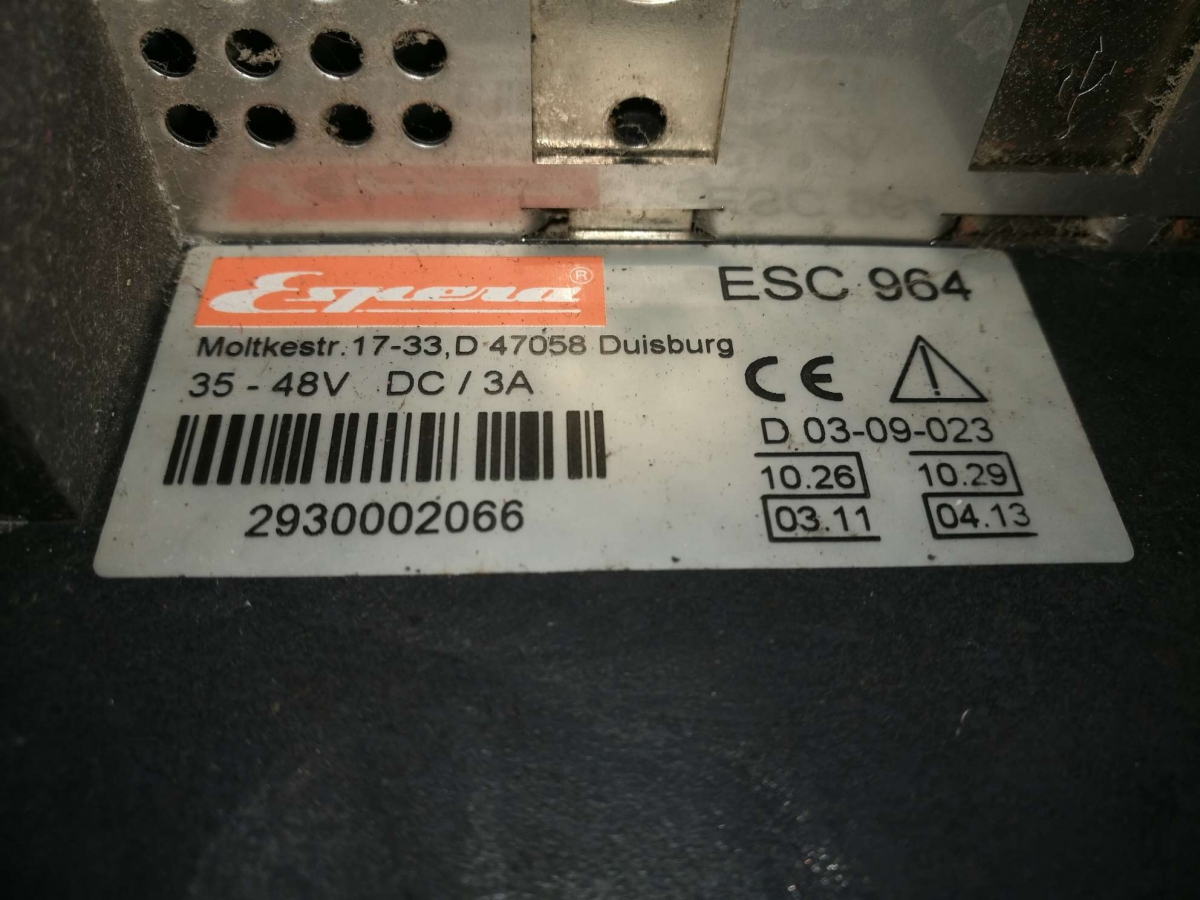 Espera®
ESC 964
Moltkestr. 17-33, D 47058 Duisburg
35 - 48V DC / 3A
CE
D 03-09-023
10.26
03.11
10.29
04.13
2930002066